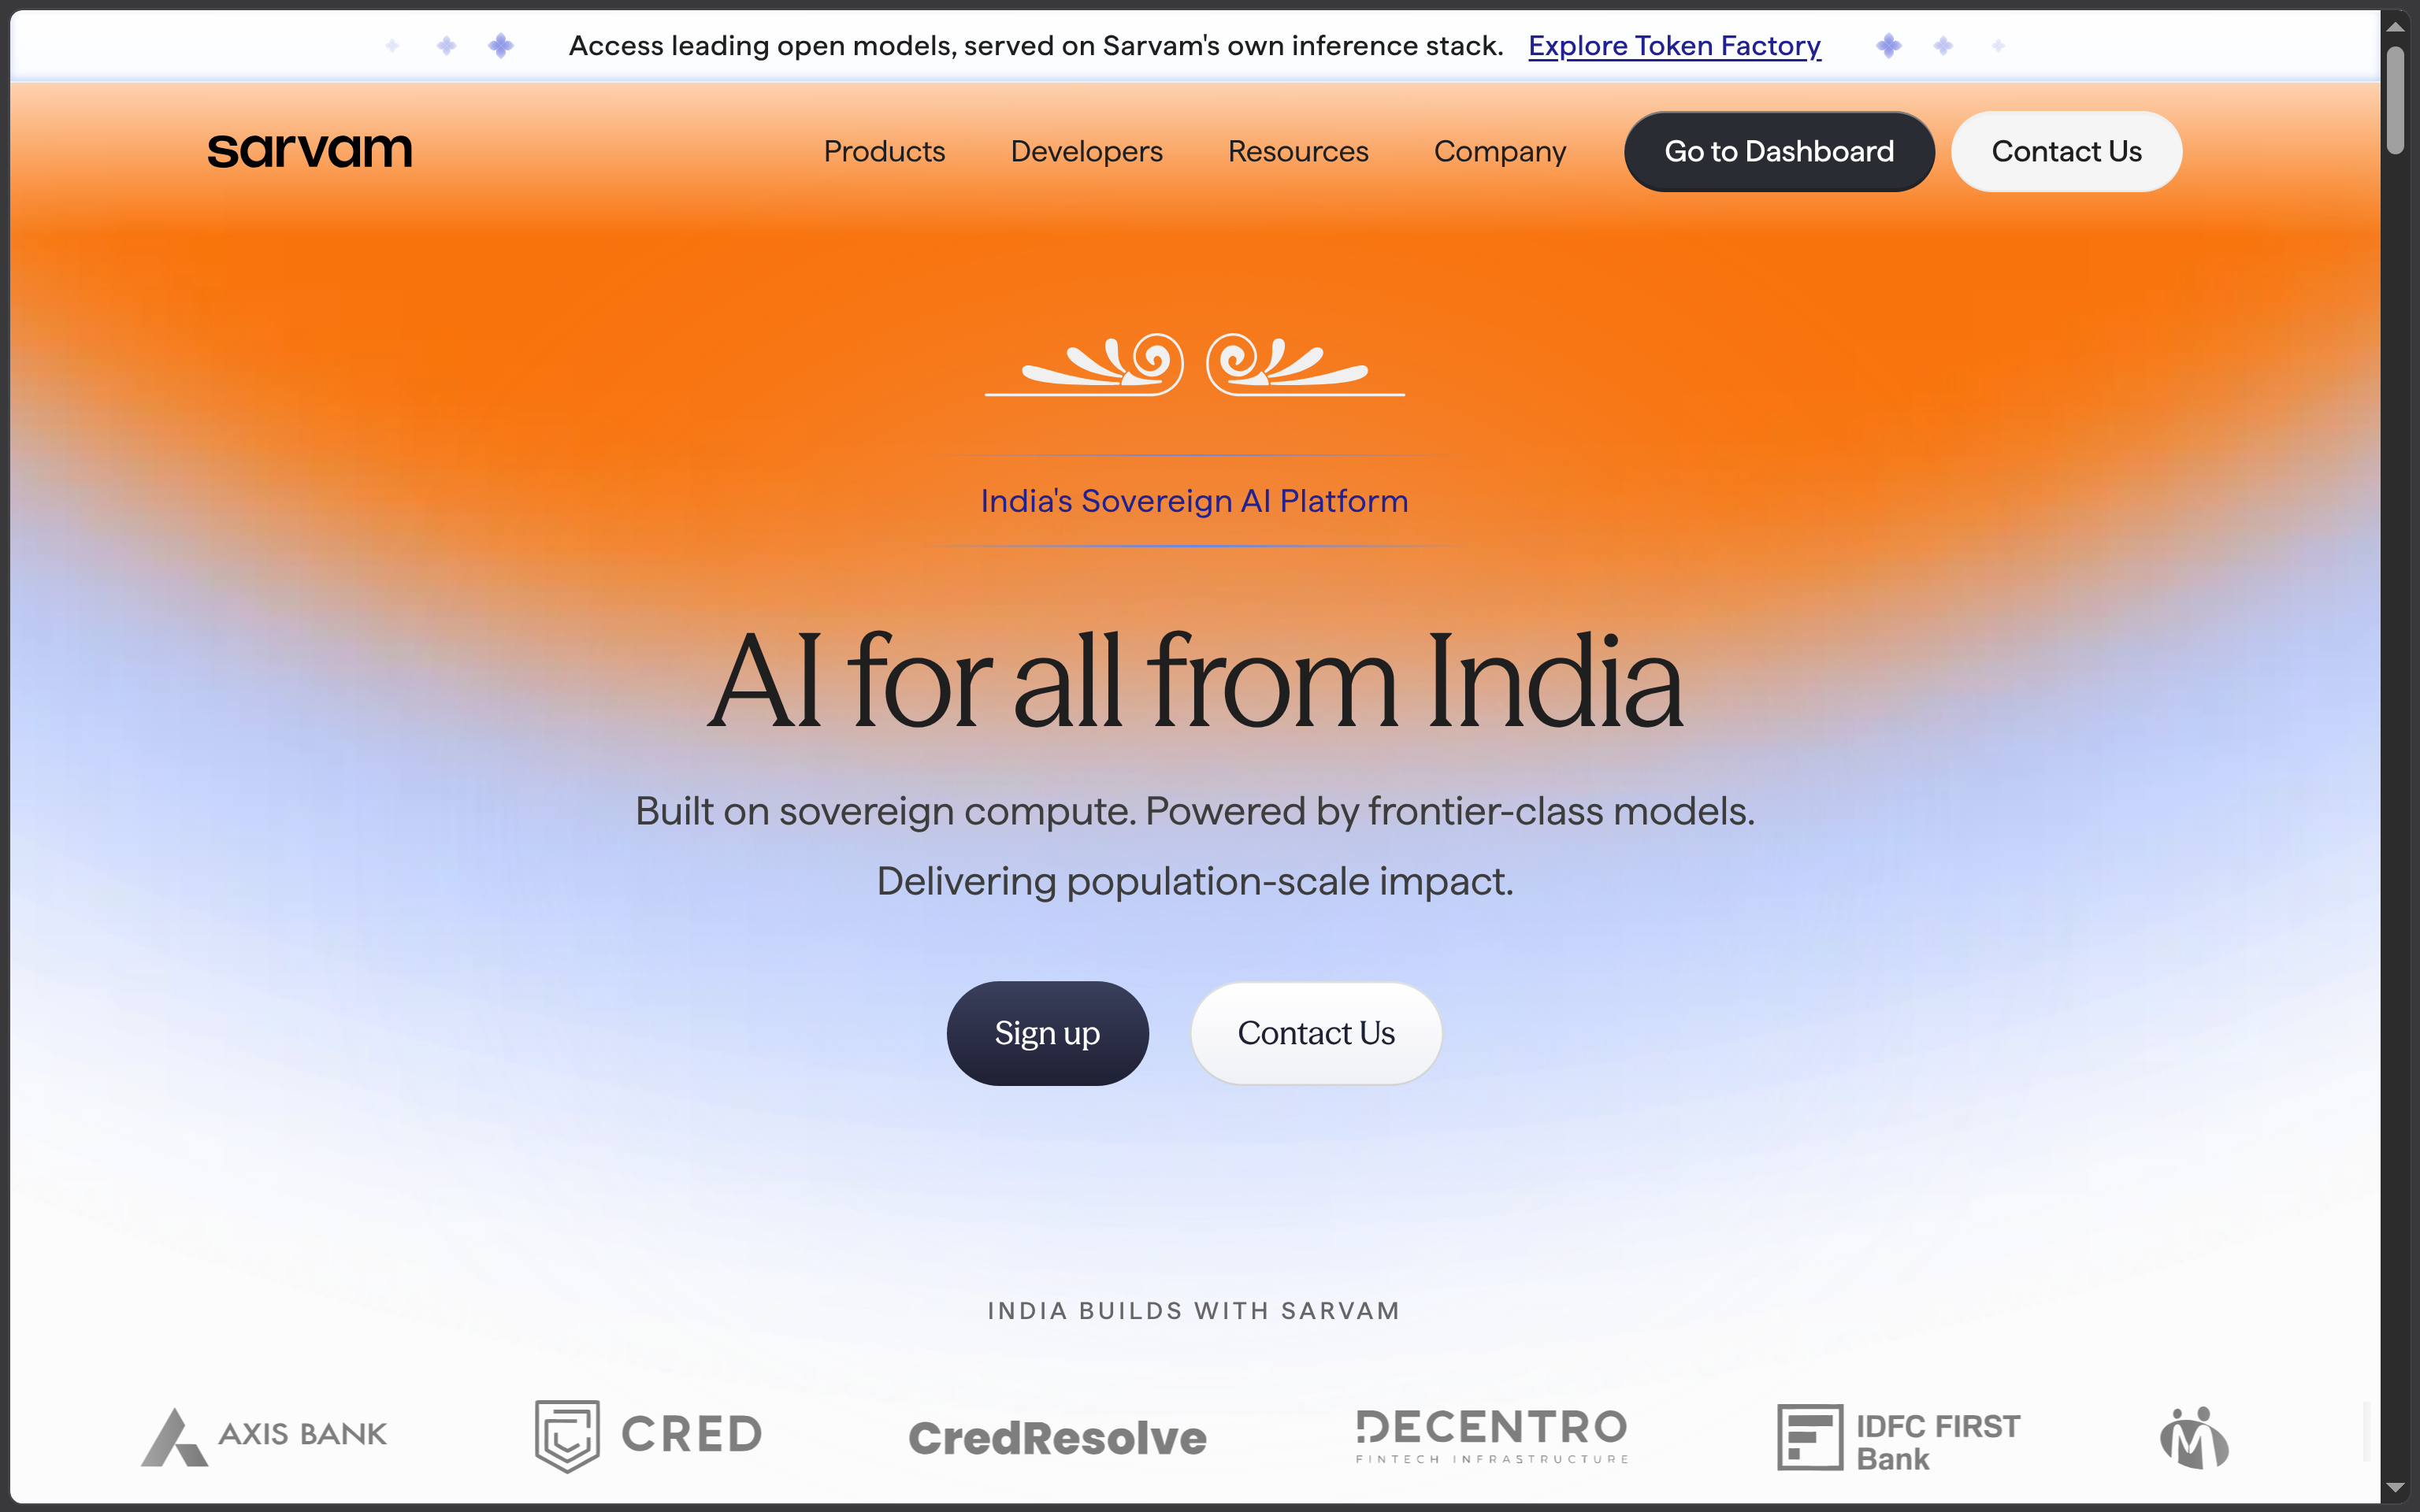 Access leading open models, served on Sarvam's own inference stack. Explore Token Factory
sarvam
Products Developers Resources Company Go to Dashboard Contact Us
India's Sovereign AI Platform
AI for all from India
Built on sovereign compute. Powered by frontier-class models.
Delivering population-scale impact.
Sign up Contact Us
INDIA BUILDS WITH SARVAM
AXIS BANK CRED CredResolve DECENTRO IDFC FIRST
FINTECH INFRASTRUCTURE Bank